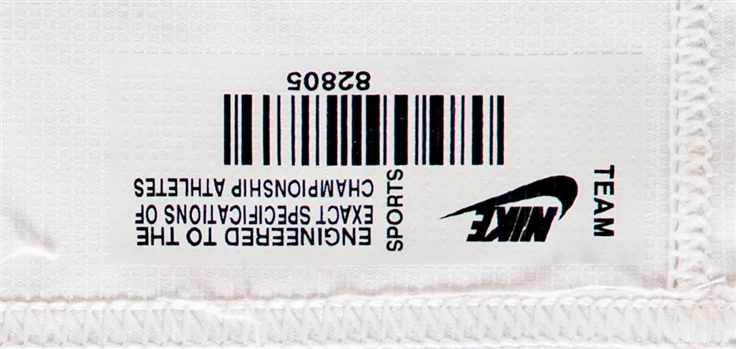 TEAM
NIKE
SPORTS
ENGINEERED TO THE
EXACT SPECIFICATIONS OF
CHAMPIONSHIP ATHLETES
82805